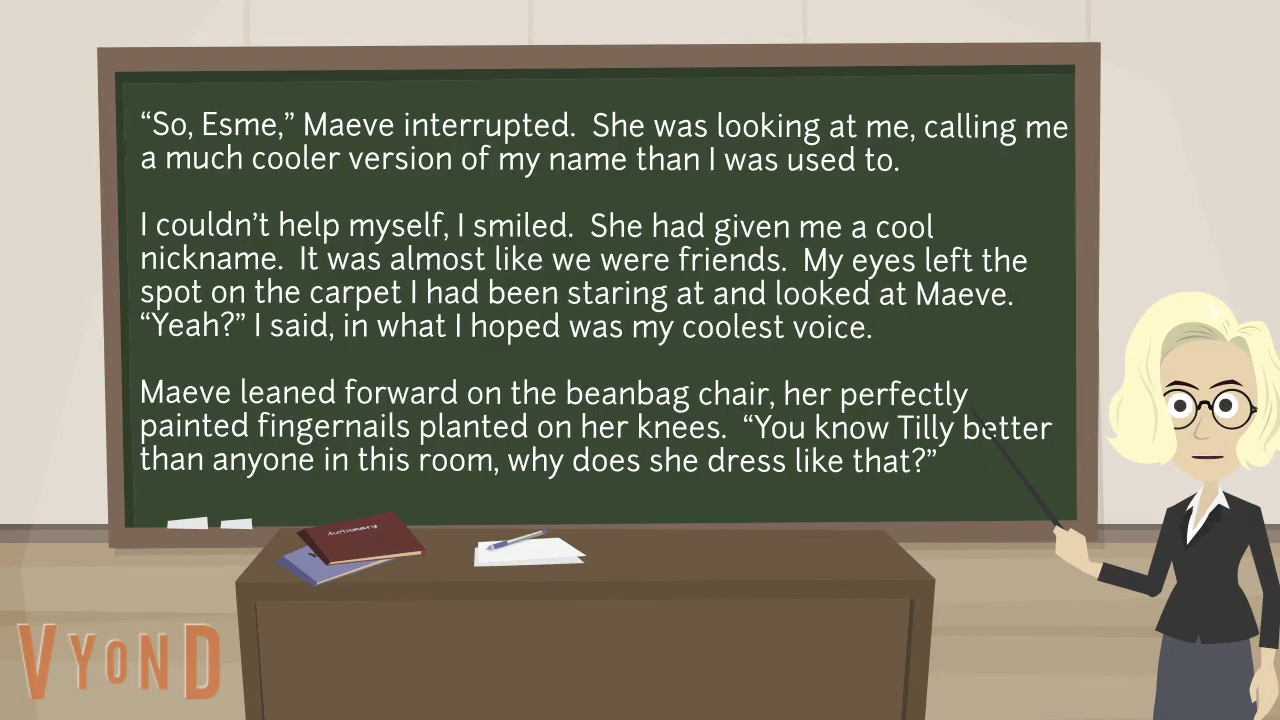 “So, Esme,” Maeve interrupted.  She was looking at me, calling me
a much cooler version of my name than I was used to.
I couldn’t help myself, I smiled.  She had given me a cool
nickname.  It was almost like we were friends.  My eyes left the
spot on the carpet I had been staring at and looked at Maeve.
“Yeah?” I said, in what I hoped was my coolest voice.
Maeve leaned forward on the beanbag chair, her perfectly
painted fingernails planted on her knees.  “You know Tilly better
than anyone in this room, why does she dress like that?”
dictionary
VYOND